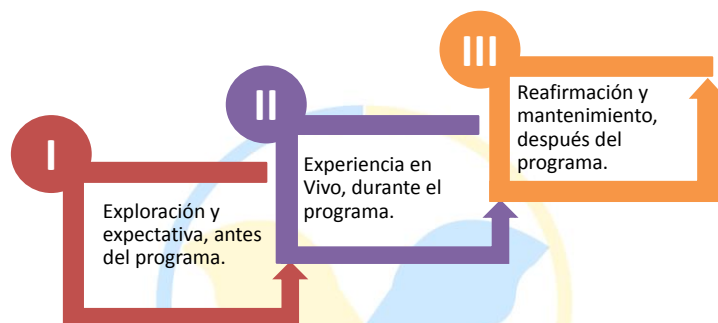 I
Exploración y
expectativa, antes
del programa.
II
Experiencia en
Vivo, durante el
programa.
III
Reafirmación y
mantenimiento,
después del
programa.